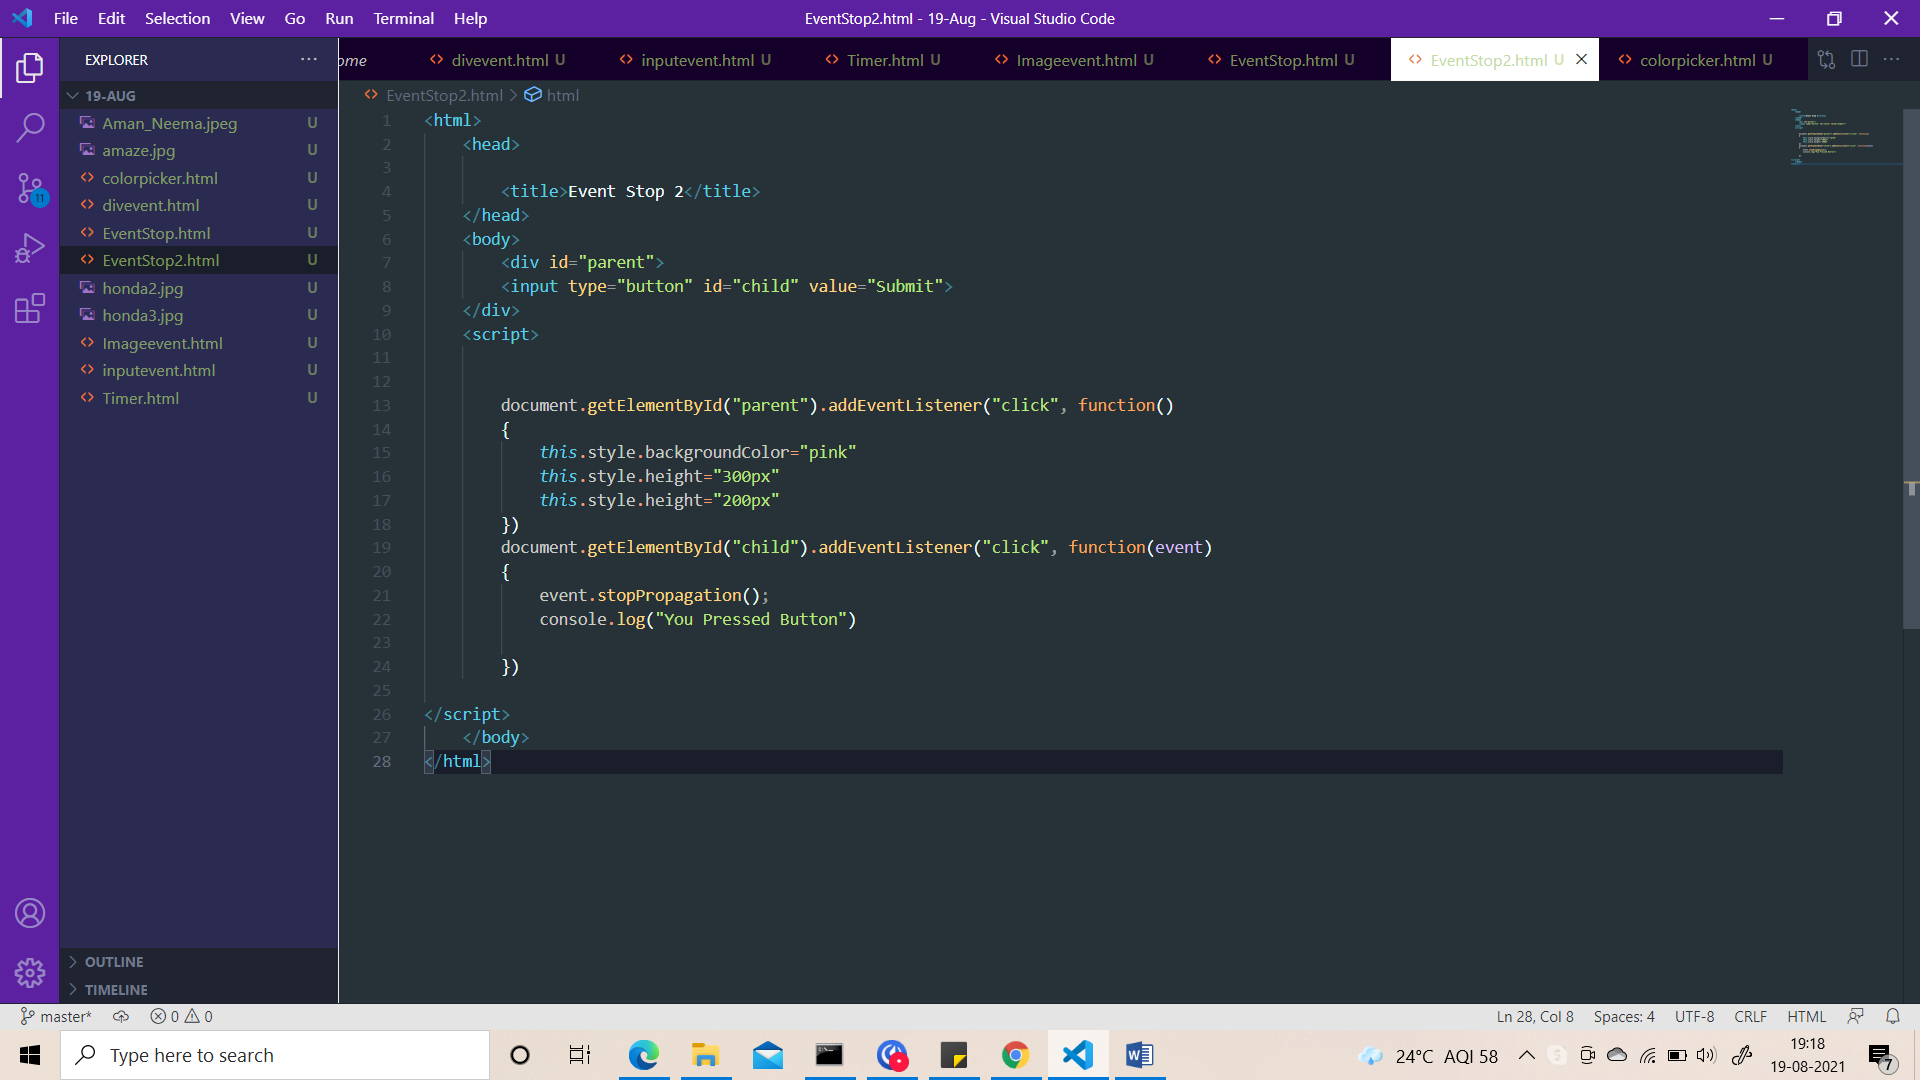 File Edit Selection View Go Run Terminal Help
EventStop2.html - 19-Aug - Visual Studio Code
EXPLORER
ome divevent.html U inputevent.html U Timer.html U Imageevent.html U EventStop.html U EventStop2.html U colorpicker.html U
19-AUG
Aman_Neema.jpeg U
amaze.jpg U
colorpicker.html U
divevent.html U
EventStop.html U
EventStop2.html U
honda2.jpg U
honda3.jpg U
Imageevent.html U
inputevent.html U
Timer.html U
11
OUTLINE
TIMELINE
EventStop2.html > html
1 <html>
2 <head>
3
4 <title>Event Stop 2</title>
5 </head>
6 <body>
7 <div id="parent">
8 <input type="button" id="child" value="Submit">
9 </div>
10 <script>
11
12
13 document.getElementById("parent").addEventListener("click", function()
14 {
15 this.style.backgroundColor="pink"
16 this.style.height="300px"
17 this.style.height="200px"
18 })
19 document.getElementById("child").addEventListener("click", function(event)
20 {
21 event.stopPropagation();
22 console.log("You Pressed Button")
23
24 })
25
26 </script>
27 </body>
28 </html>
master* 0 0
Ln 28, Col 8 Spaces: 4 UTF-8 CRLF HTML
Type here to search
24°C AQI 58
19:18
19-08-2021
7